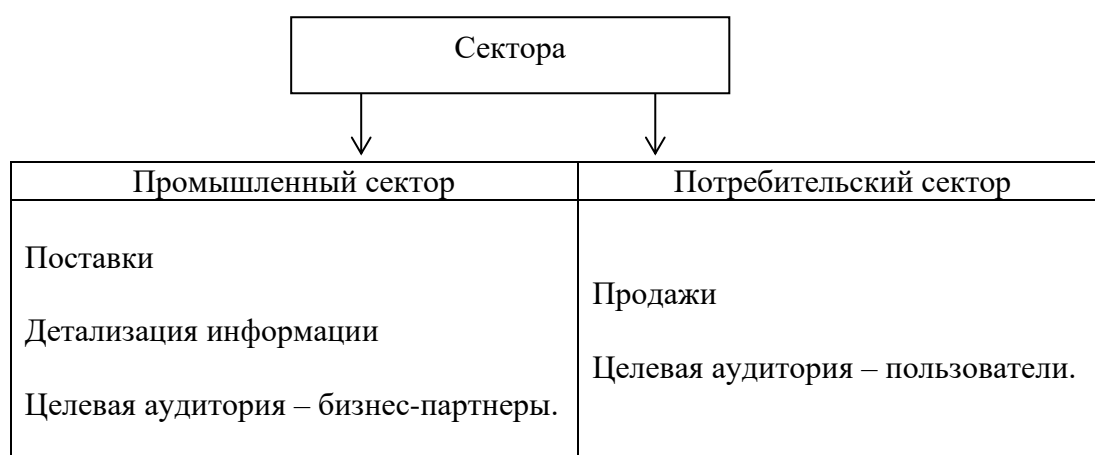 Сектора
Промышленный сектор
Потребительский сектор
Поставки
Детализация информации
Целевая аудитория – бизнес-партнеры.
Продажи
Целевая аудитория – пользователи.